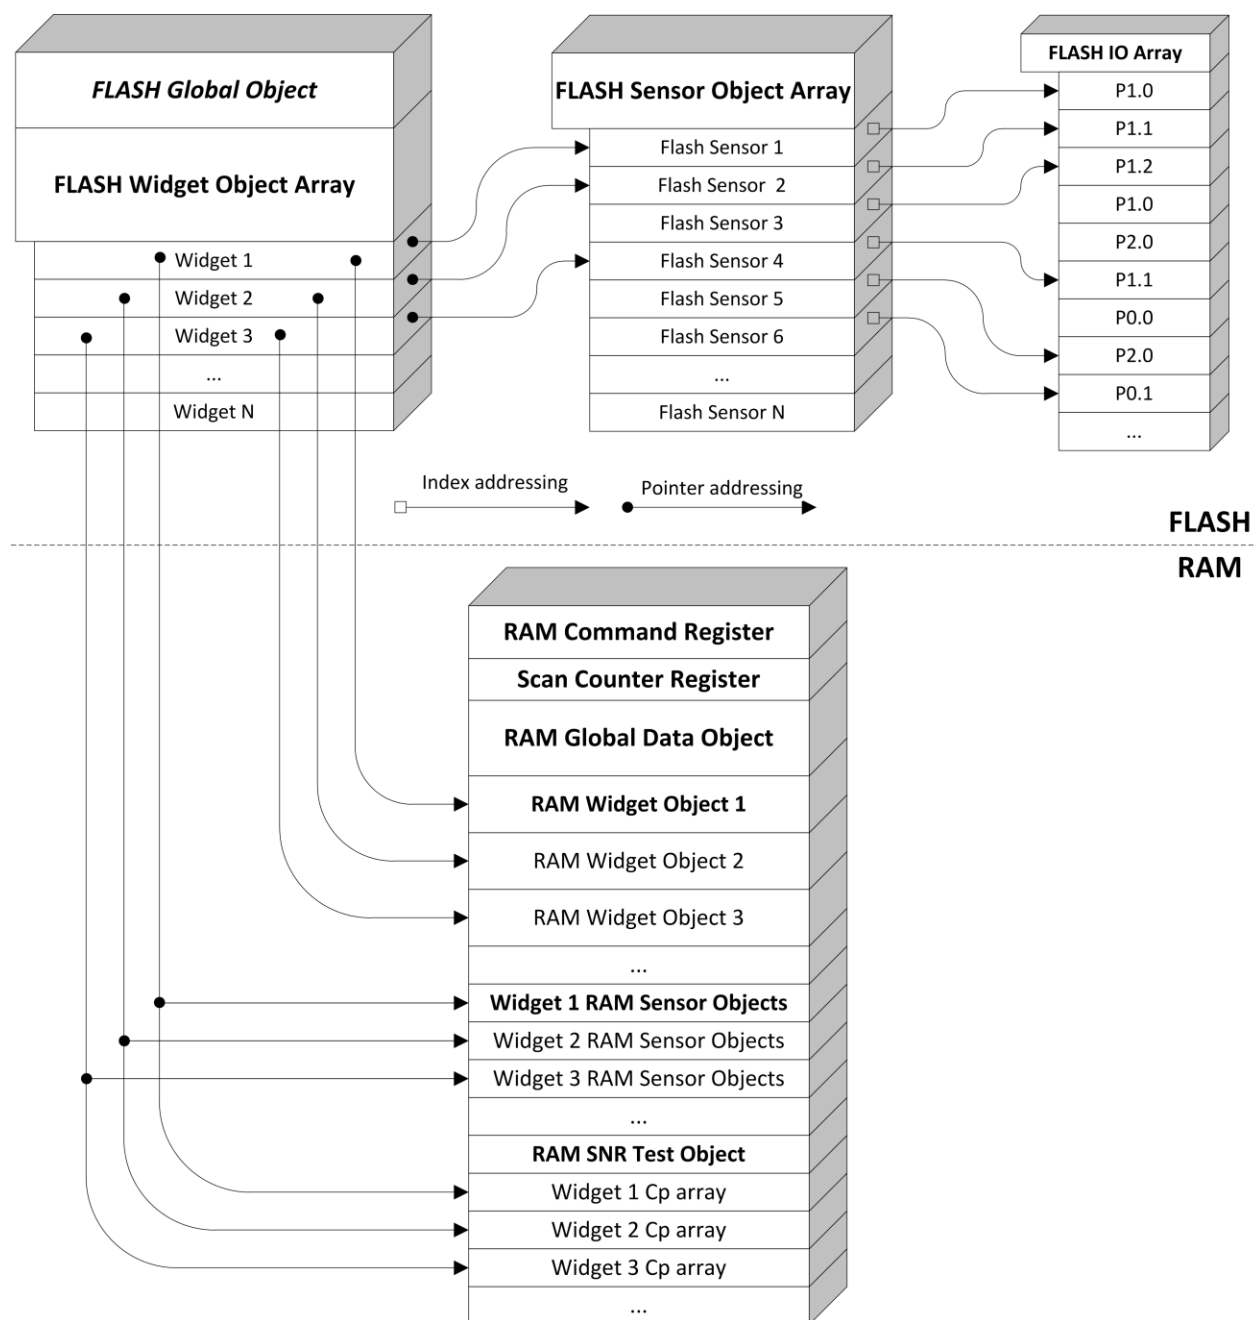 FLASH Global Object
FLASH Widget Object Array
Widget 1
Widget 2
Widget 3
...
Widget N
FLASH Sensor Object Array
Flash Sensor 1
Flash Sensor 2
Flash Sensor 3
Flash Sensor 4
Flash Sensor 5
Flash Sensor 6
...
Flash Sensor N
FLASH IO Array
P1.0
P1.1
P1.2
P1.0
P2.0
P1.1
P0.0
P2.0
P0.1
...
Index addressing
Pointer addressing
FLASH
RAM
RAM Command Register
Scan Counter Register
RAM Global Data Object
RAM Widget Object 1
RAM Widget Object 2
RAM Widget Object 3
...
Widget 1 RAM Sensor Objects
Widget 2 RAM Sensor Objects
Widget 3 RAM Sensor Objects
...
RAM SNR Test Object
Widget 1 Cp array
Widget 2 Cp array
Widget 3 Cp array
...